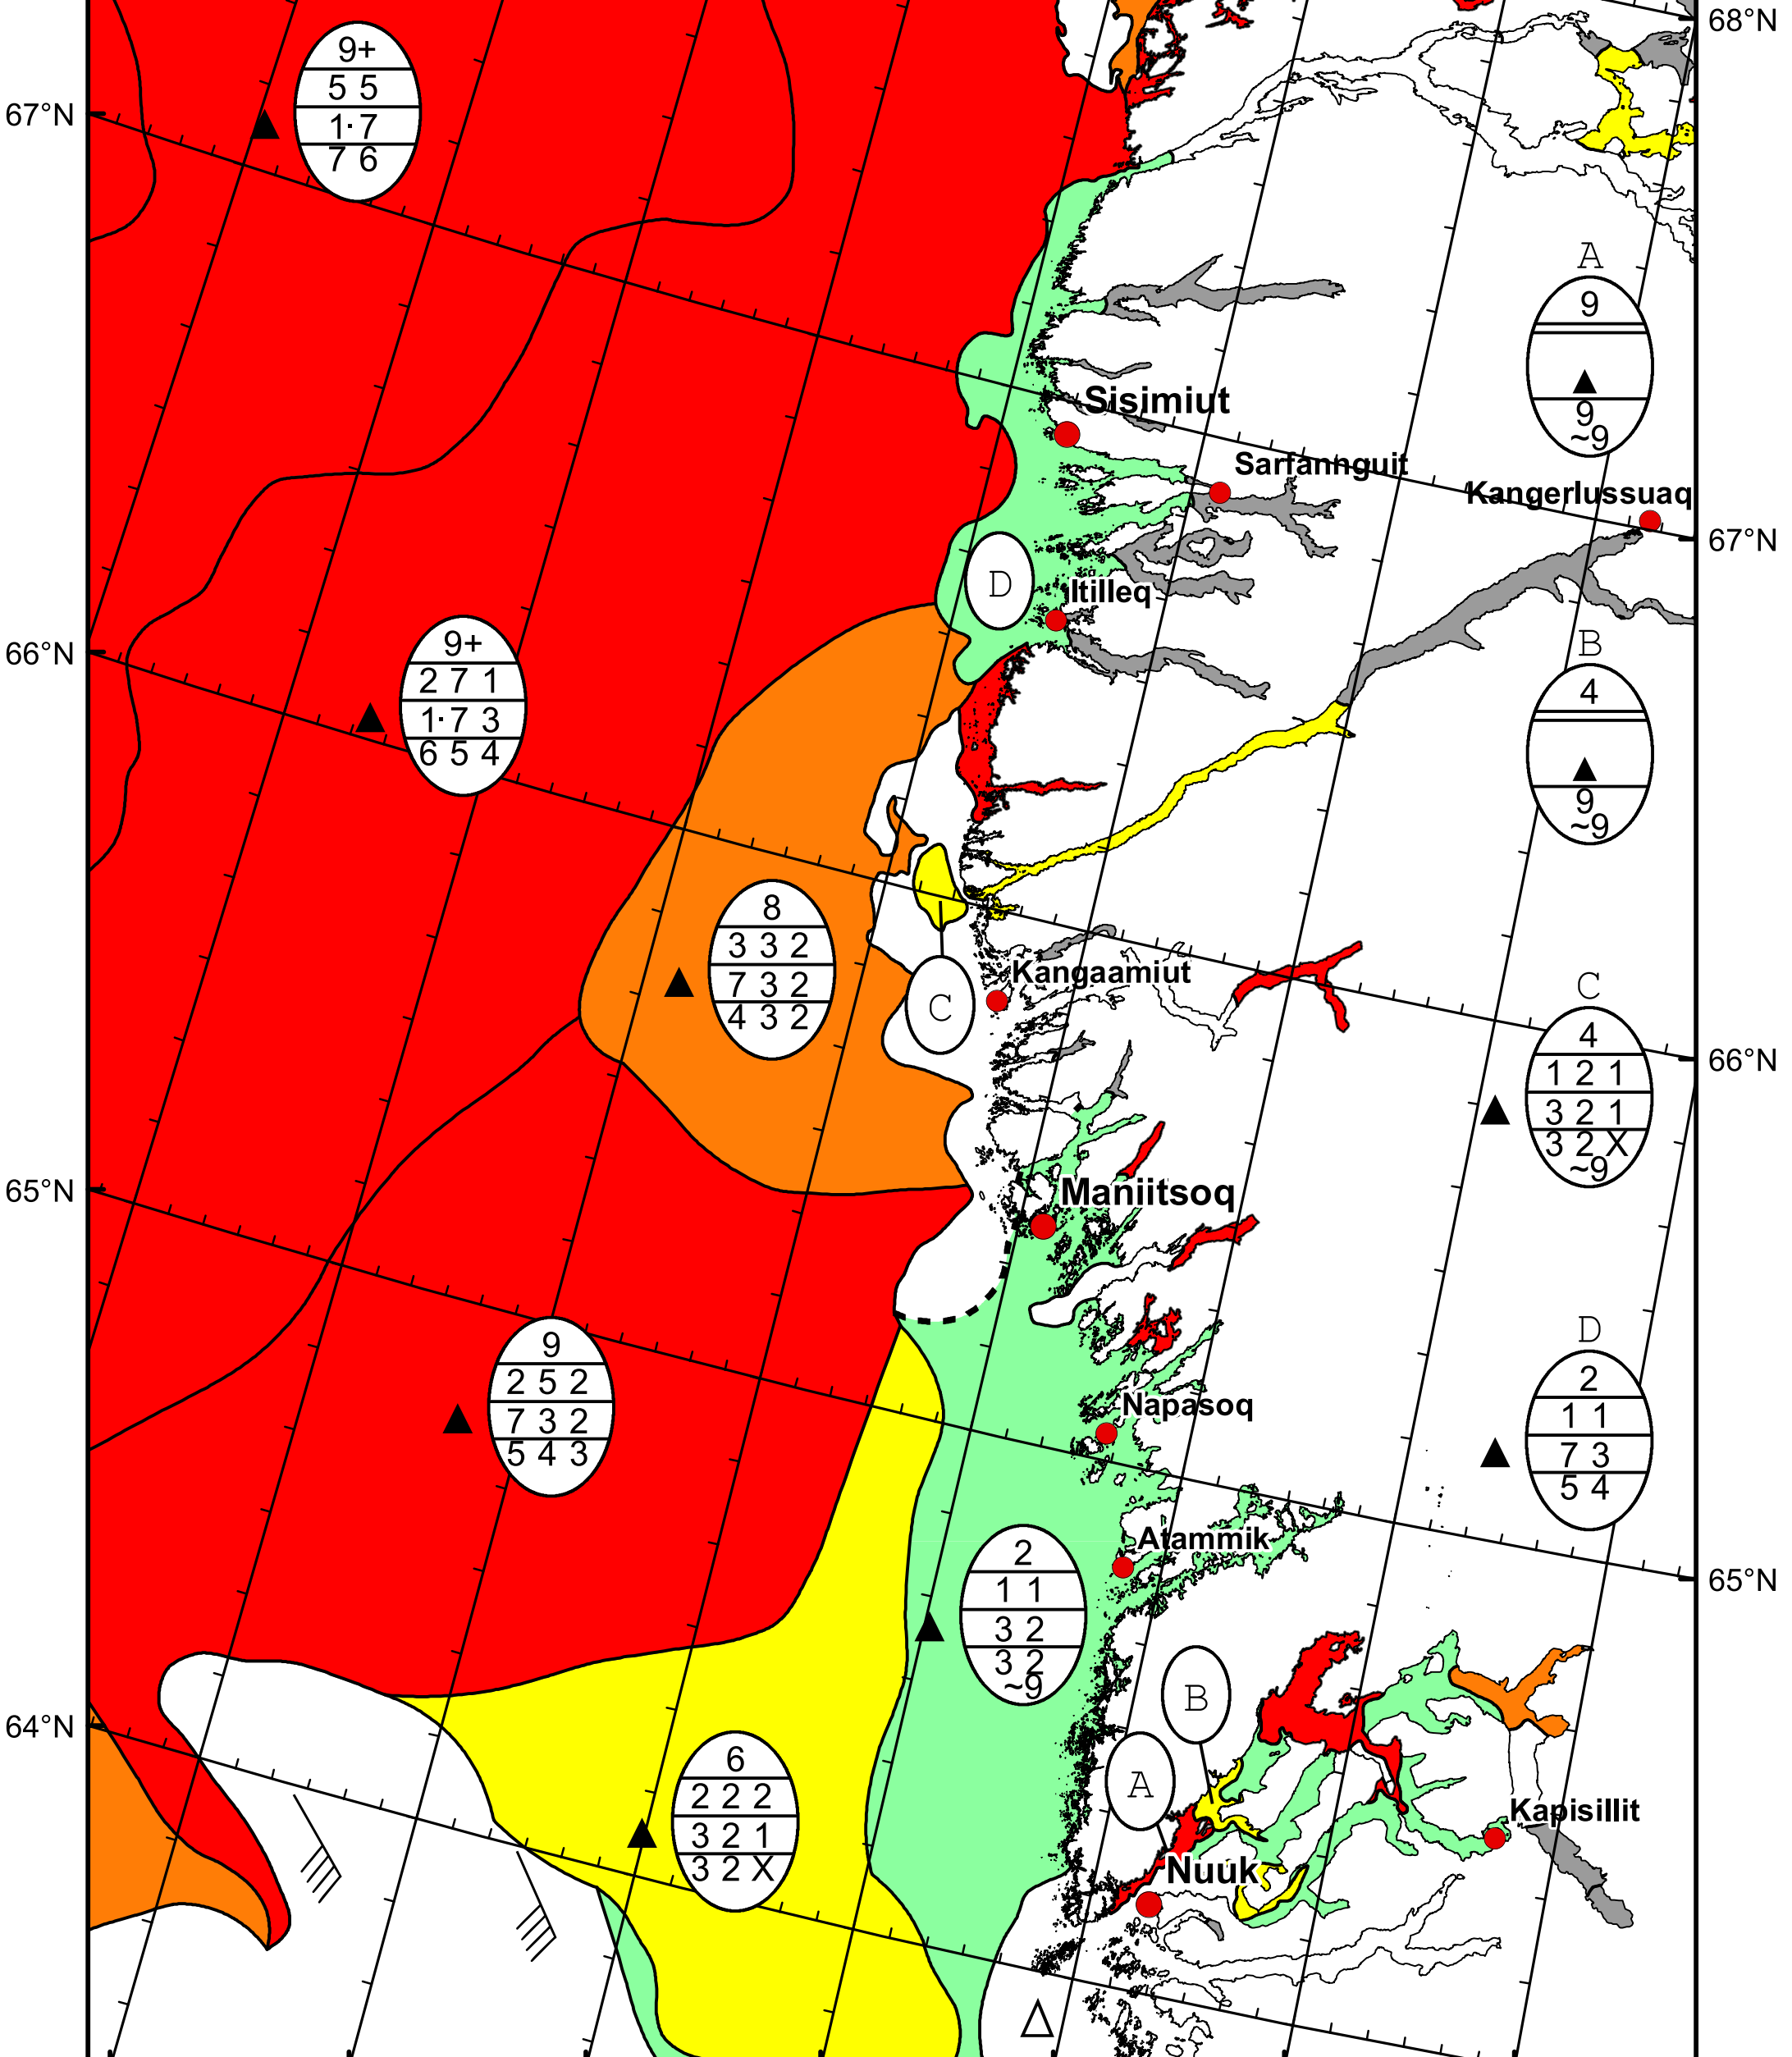 68°N
9+
5 5
1·7
7 6
67°N
A
9
9
~9
Sisimiut
Sarfannguit
Kangerlussuaq
67°N
D
Itilleq
66°N
9+
2 7 1
1·7 3
6 5 4
B
4
9
~9
8
3 3 2
7 3 2
4 3 2
Kangaamiut
C
C
4
1 2 1
3 2 1
3 2 X
~9
66°N
65°N
Maniitsoq
9
2 5 2
7 3 2
5 4 3
D
2
1 1
7 3
5 4
Napasoq
Atammik
2
1 1
3 2
3 2
~9
65°N
64°N
B
A
6
2 2 2
3 2 1
3 2 X
Kapisillit
Nuuk